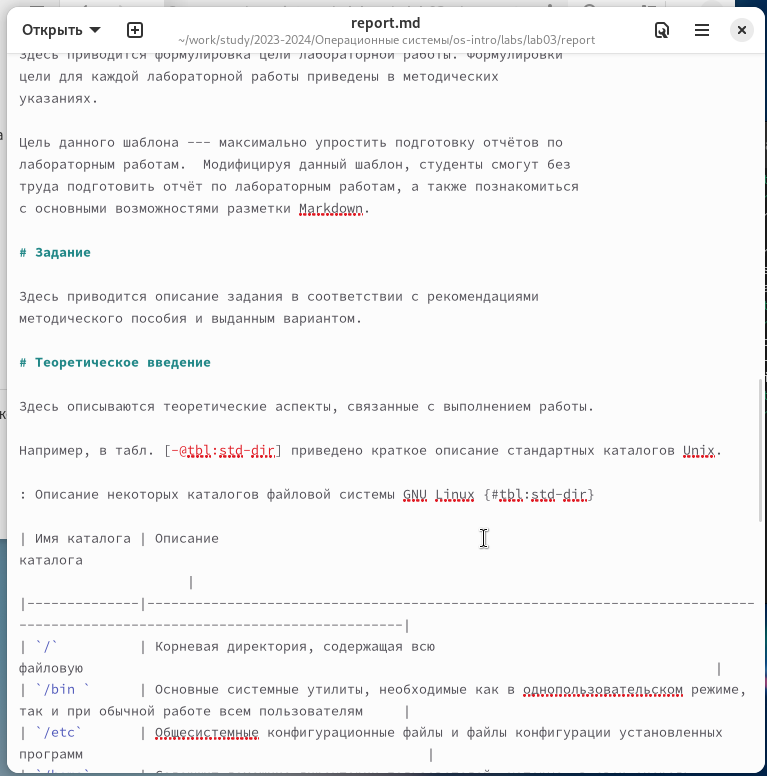 Открыть
report.md
~/work/study/2023-2024/Операционные системы/os-intro/labs/lab03/report
Здесь приводится формулировка цели лабораторной работы. Формулировки
цели для каждой лабораторной работы приведены в методических
указаниях.
Цель данного шаблона --- максимально упростить подготовку отчётов по
лабораторным работам.  Модифицируя данный шаблон, студенты смогут без
труда подготовить отчёт по лабораторным работам, а также познакомиться
с основными возможностями разметки Markdown.
# Задание
Здесь приводится описание задания в соответствии с рекомендациями
методического пособия и выданным вариантом.
# Теоретическое введение
Здесь описываются теоретические аспекты, связанные с выполнением работы.
Например, в табл. [-@tbl:std-dir] приведено краткое описание стандартных каталогов Unix.
: Описание некоторых каталогов файловой системы GNU Linux {#tbl:std-dir}
| Имя каталога | Описание
каталога
|
|--------------|----------------------------------------------------------------------------
------------------------------------------------|
| `/`          | Корневая директория, содержащая всю
файловую                                                                               |
| `/bin `      | Основные системные утилиты, необходимые как в однопользовательском режиме,
так и при обычной работе всем пользователям     |
| `/etc`       | Общесистемные конфигурационные файлы и файлы конфигурации установленных
программ                                           |